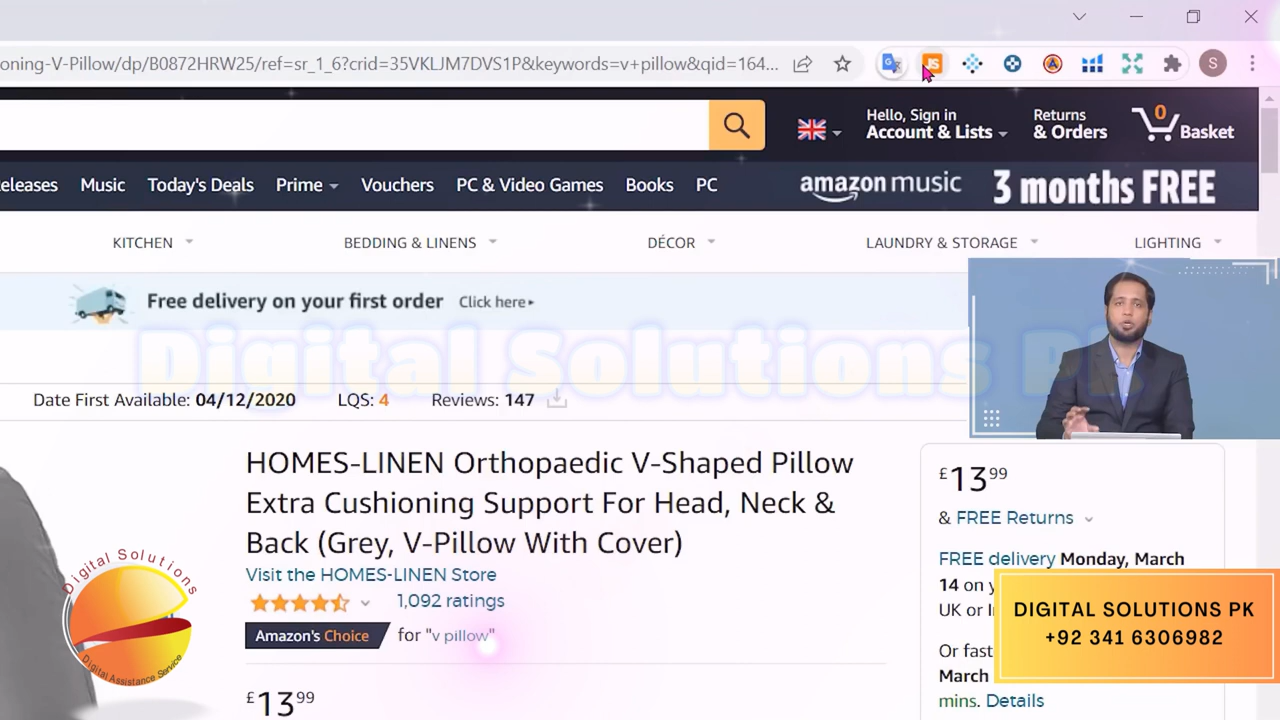 oning-V-Pillow/dp/B0872HRW25/ref=sr_1_6?crid=35VKLJM7DVS1P&keywords=v+pillow&qid=164...
JS
S
Hello, Sign in
Account & Lists
Returns
& Orders
0
Basket
eleases
Music
Today's Deals
Prime
Vouchers
PC & Video Games
Books
PC
amazon music
3 months FREE
KITCHEN
BEDDING & LINENS
DÉCOR
LAUNDRY & STORAGE
LIGHTING
Free delivery on your first order
Click here
Digital Solutions Pk
Date First Available: 04/12/2020
LQS: 4
Reviews: 147
HOMES-LINEN Orthopaedic V-Shaped Pillow
Extra Cushioning Support For Head, Neck &
Back (Grey, V-Pillow With Cover)
Visit the HOMES-LINEN Store
1,092 ratings
Amazon's Choice
for "v pillow"
£13.99
£13.99
& FREE Returns
FREE delivery Monday, March
14 on y
UK or I
Or fast
March
mins. Details
Digital Solutions
Digital Assistance Service
DIGITAL SOLUTIONS PK
+92 341 6306982